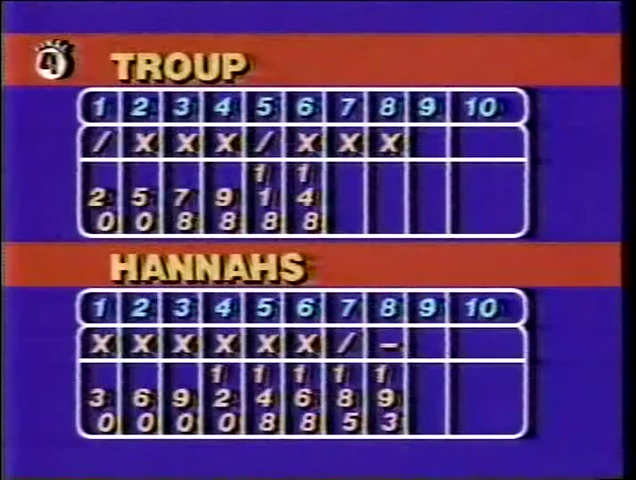 4
TROUP
1 2 3 4 5 6 7 8 9 10
/ X X X / X X X
20 50 78 98 118 148
HANNAHS
1 2 3 4 5 6 7 8 9 10
X X X X X X / –
30 60 90 120 148 168 185 193